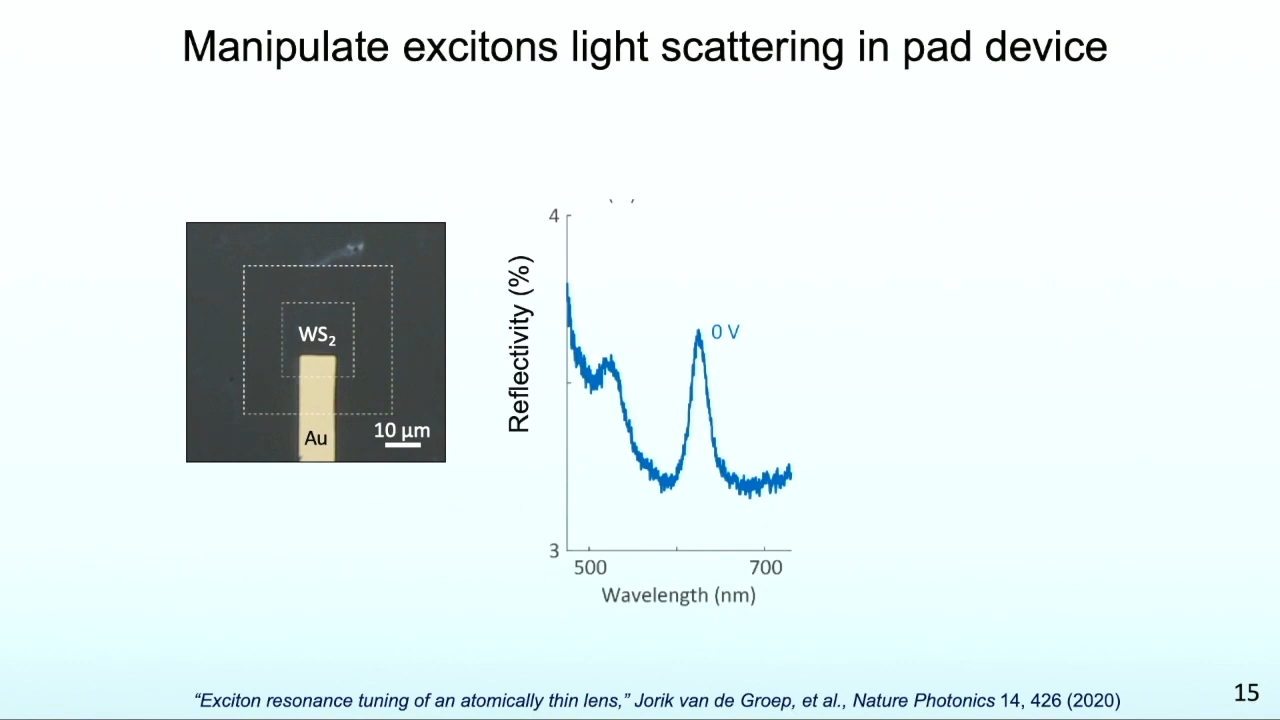 Manipulate excitons light scattering in pad device
WS₂
Au
10 μm
4
3
Reflectivity (%)
0 V
500
700
Wavelength (nm)
“Exciton resonance tuning of an atomically thin lens,” Jorik van de Groep, et al., Nature Photonics 14, 426 (2020)
15